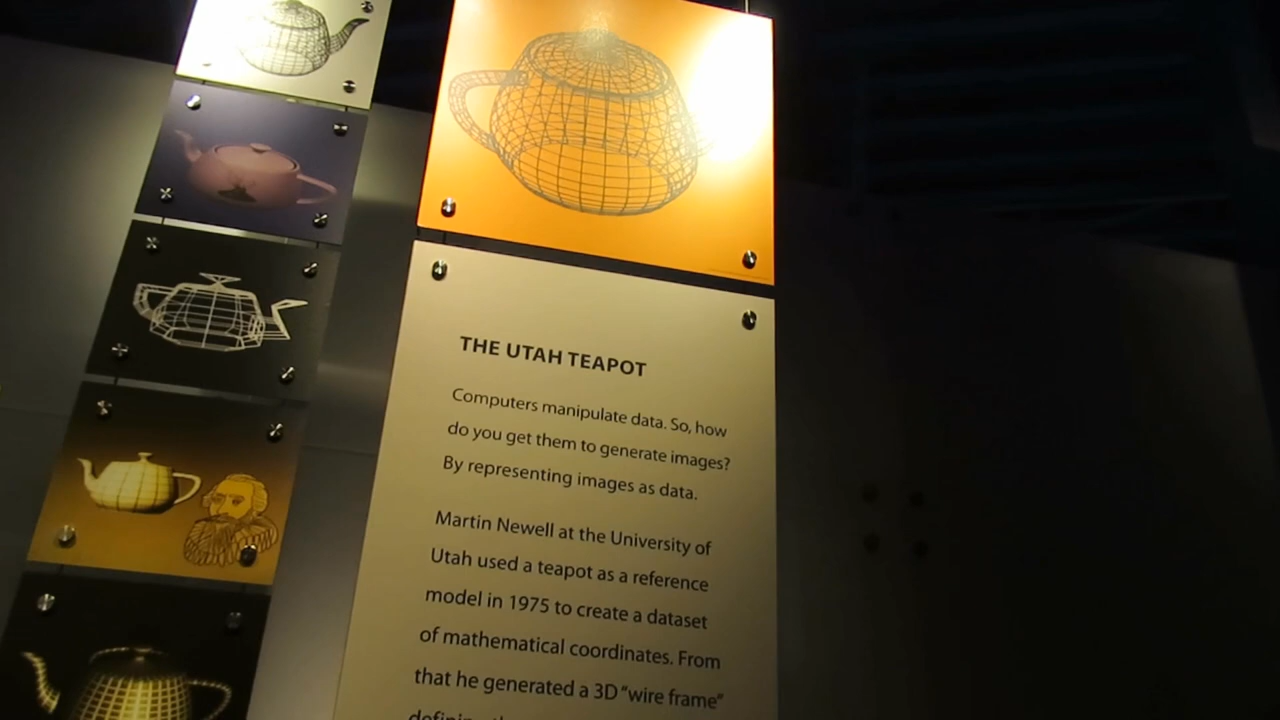 THE UTAH TEAPOT
Computers manipulate data. So, how
do you get them to generate images?
By representing images as data.
Martin Newell at the University of
Utah used a teapot as a reference
model in 1975 to create a dataset
of mathematical coordinates. From
that he generated a 3D "wire frame"